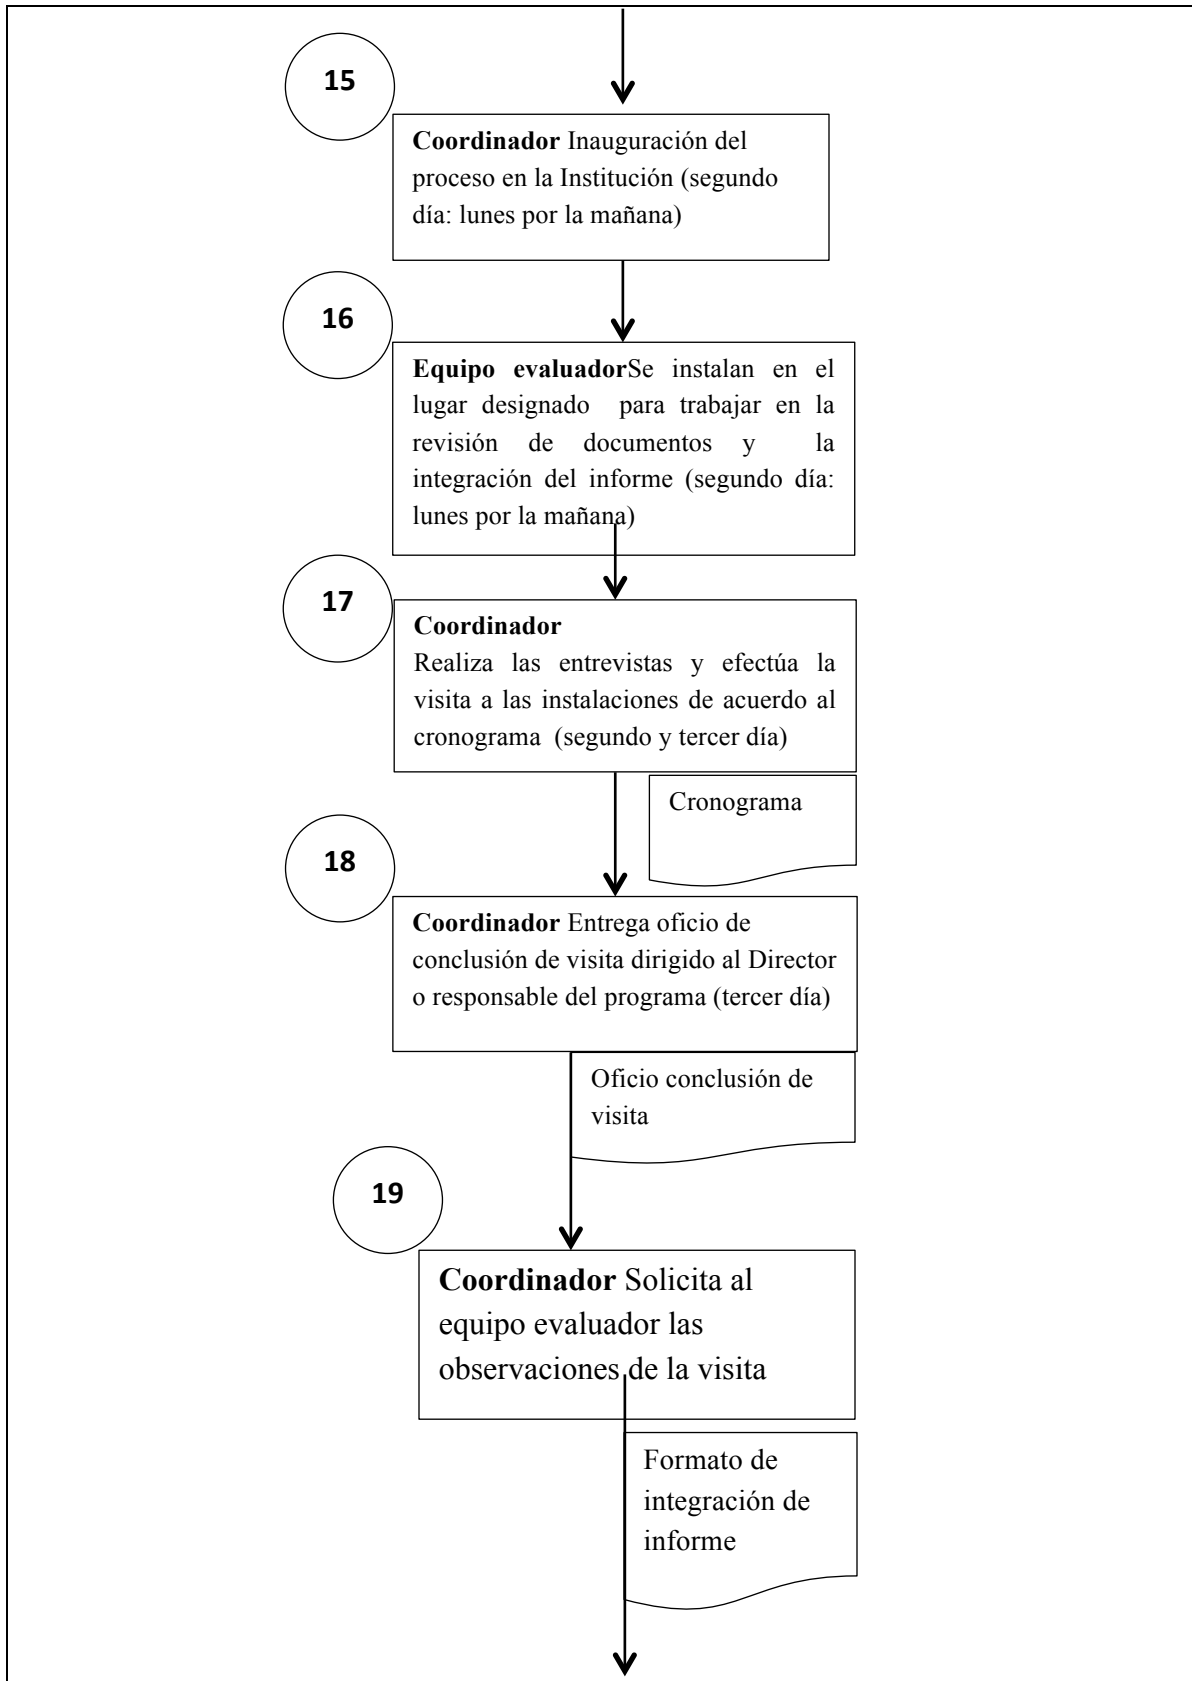 15
Coordinador Inauguración del
proceso en la Institución (segundo
día: lunes por la mañana)
16
Equipo evaluadorSe instalan en el
lugar designado para trabajar en la
revisión de documentos y la
integración del informe (segundo día:
lunes por la mañana)
17
Coordinador
Realiza las entrevistas y efectúa la
visita a las instalaciones de acuerdo al
cronograma (segundo y tercer día)
Cronograma
18
Coordinador Entrega oficio de
conclusión de visita dirigido al Director
o responsable del programa (tercer día)
Oficio conclusión de
visita
19
Coordinador Solicita al
equipo evaluador las
observaciones de la visita
Formato de
integración de
informe